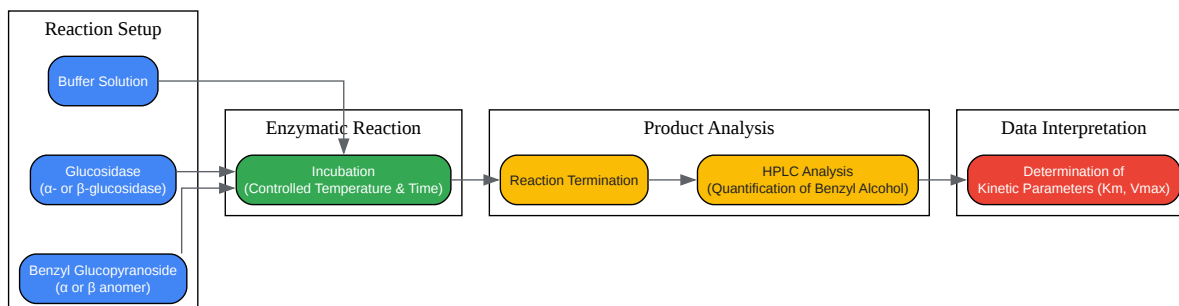 Reaction Setup
Buffer Solution
Glucosidase
(α- or β-glucosidase)
Benzyl Glucopyranoside
(α or β anomer)
Enzymatic Reaction
Incubation
(Controlled Temperature & Time)
Product Analysis
Reaction Termination
HPLC Analysis
(Quantification of Benzyl Alcohol)
Data Interpretation
Determination of
Kinetic Parameters (Km, Vmax)